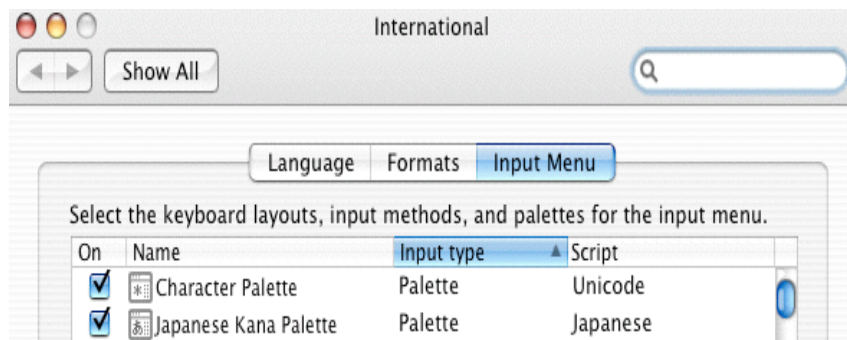 International
Show All
Language Formats Input Menu
Select the keyboard layouts, input methods, and palettes for the input menu.
On Name Input type Script
Character Palette Palette Unicode
あ Japanese Kana Palette Palette Japanese